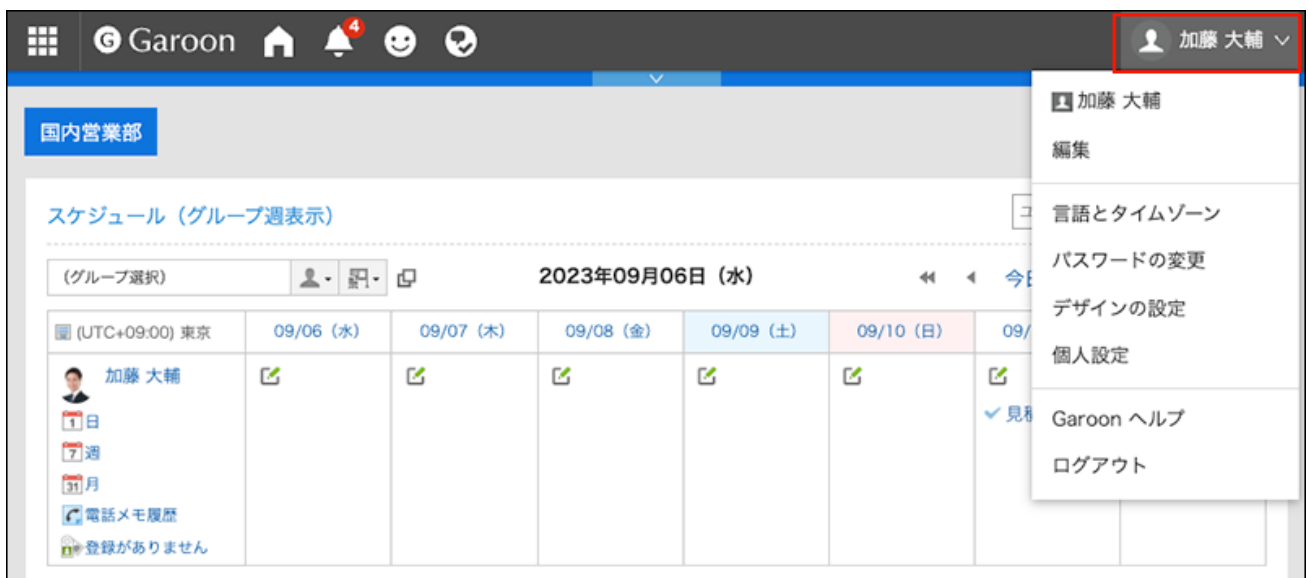 Garoon 4 加藤 大輔
加藤 大輔
編集
言語とタイムゾーン
パスワードの変更
デザインの設定
個人設定
Garoon ヘルプ
ログアウト
国内営業部
スケジュール（グループ週表示）
(グループ選択) 2023年09月06日（水） 今
(UTC+09:00) 東京 09/06（水） 09/07（木） 09/08（金） 09/09（土） 09/10（日） 09/
加藤 大輔
見
1 日
7 週
31 月
電話メモ履歴
登録がありません